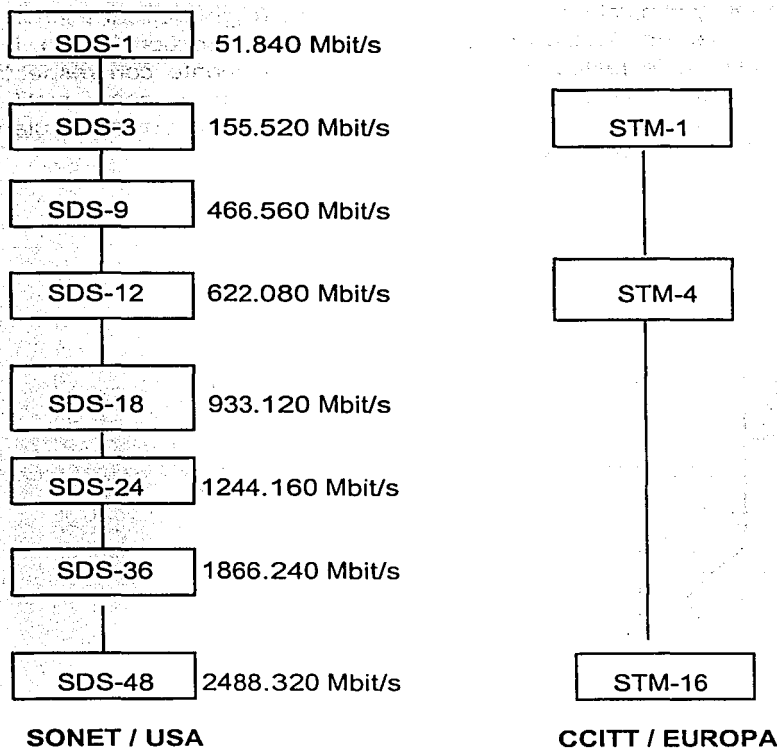 SDS-1 51.840 Mbit/s
SDS-3 155.520 Mbit/s STM-1
SDS-9 466.560 Mbit/s
SDS-12 622.080 Mbit/s STM-4
SDS-18 933.120 Mbit/s
SDS-24 1244.160 Mbit/s
SDS-36 1866.240 Mbit/s
SDS-48 2488.320 Mbit/s STM-16
SONET / USA CCITT / EUROPA